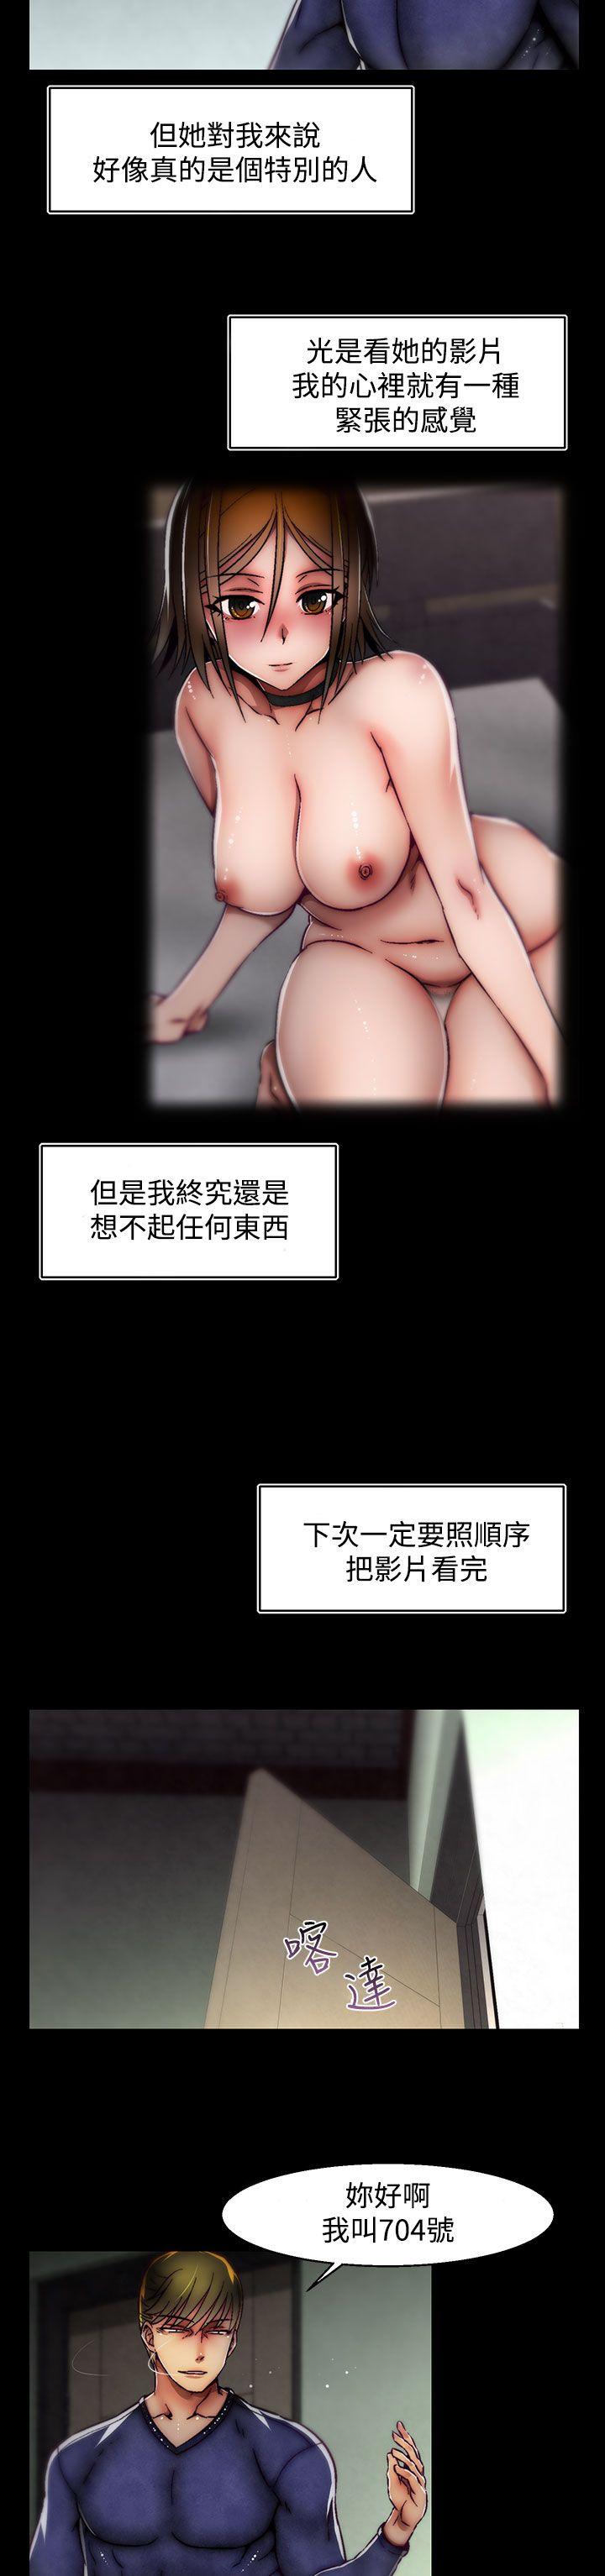 但她對我來說
好像真的是個特別的人
光是看她的影片
我的心裡就有一種
緊張的感覺
但是我終究還是
想不起任何東西
下次一定要照順序
把影片看完
喀
達
妳好啊
我叫704號